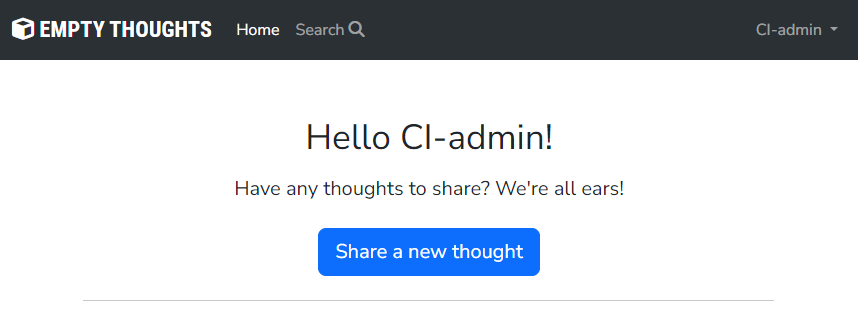 EMPTY THOUGHTS Home Search CI-admin
Hello CI-admin!
Have any thoughts to share? We're all ears!
Share a new thought